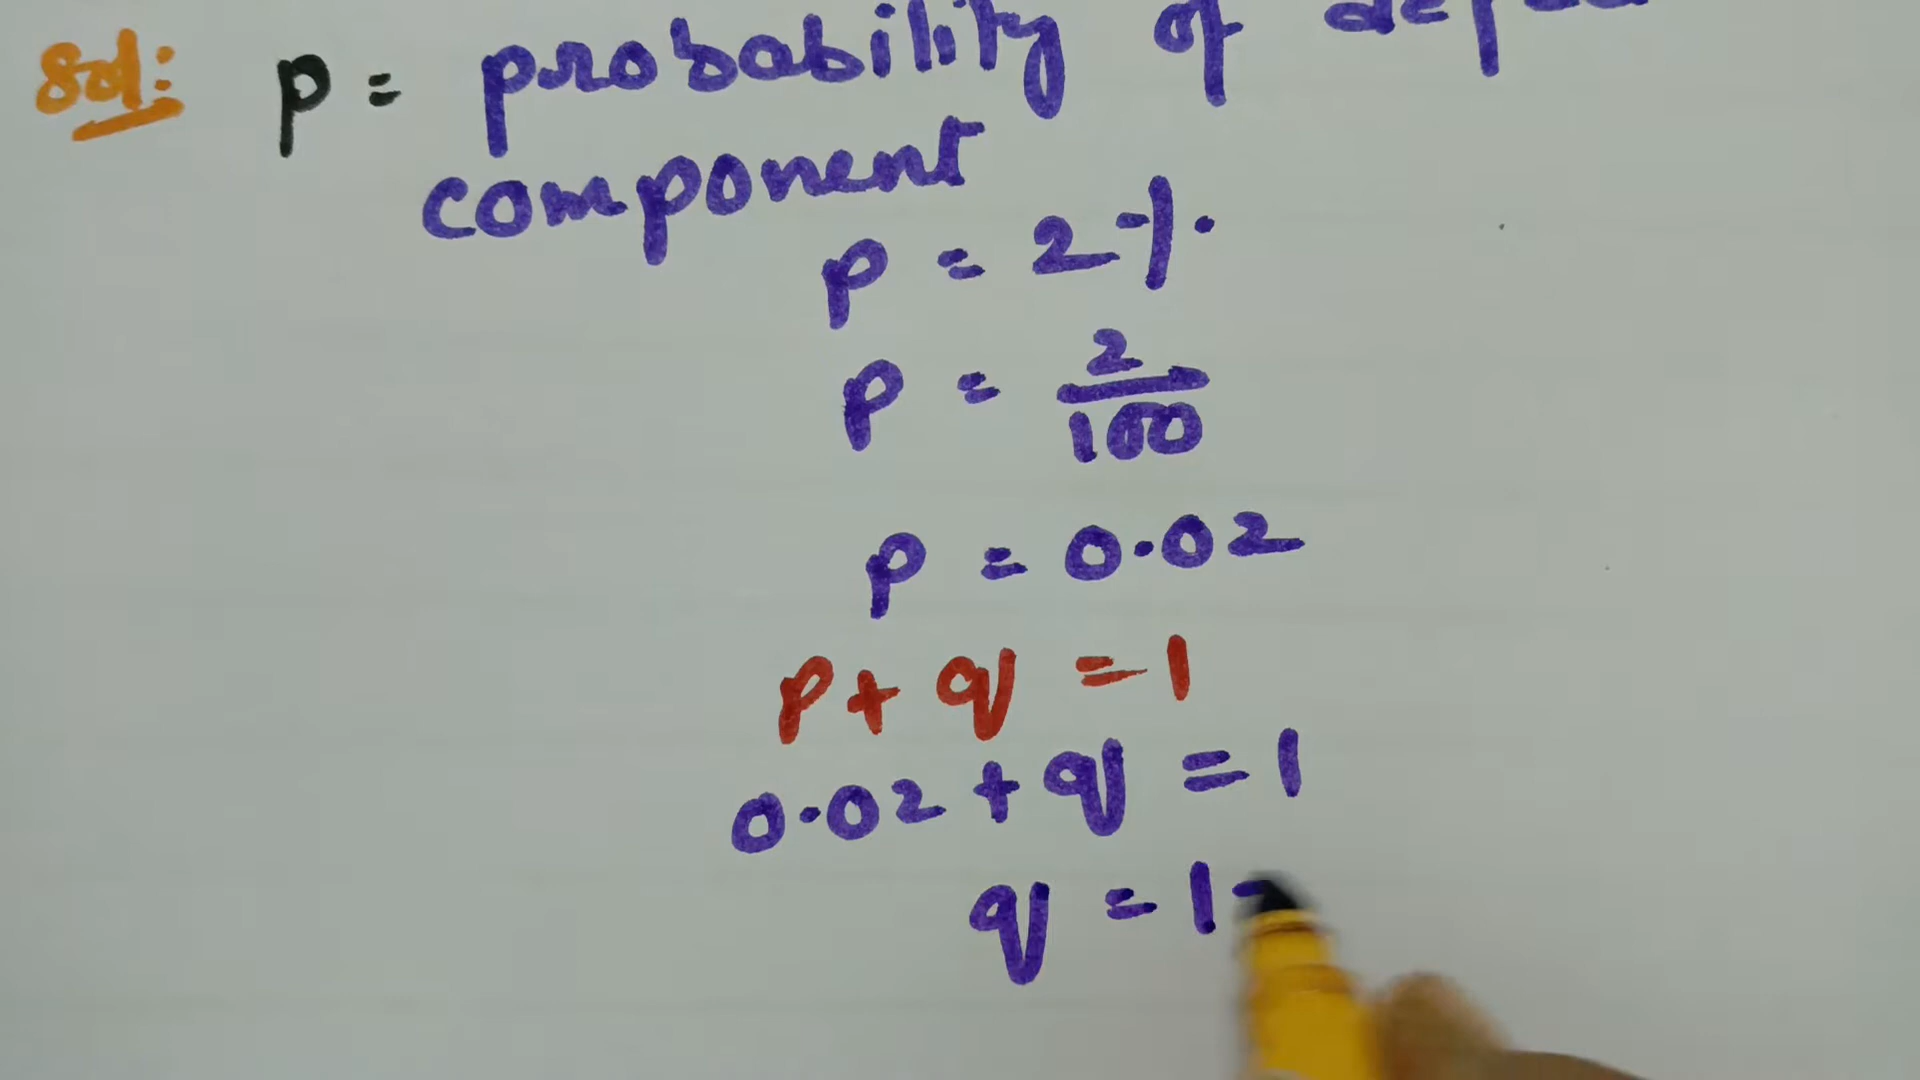 Sol: p = probability of
component
p = 2%
p = 2/100
p = 0.02
p + q = 1
0.02 + q = 1
q = 1 -